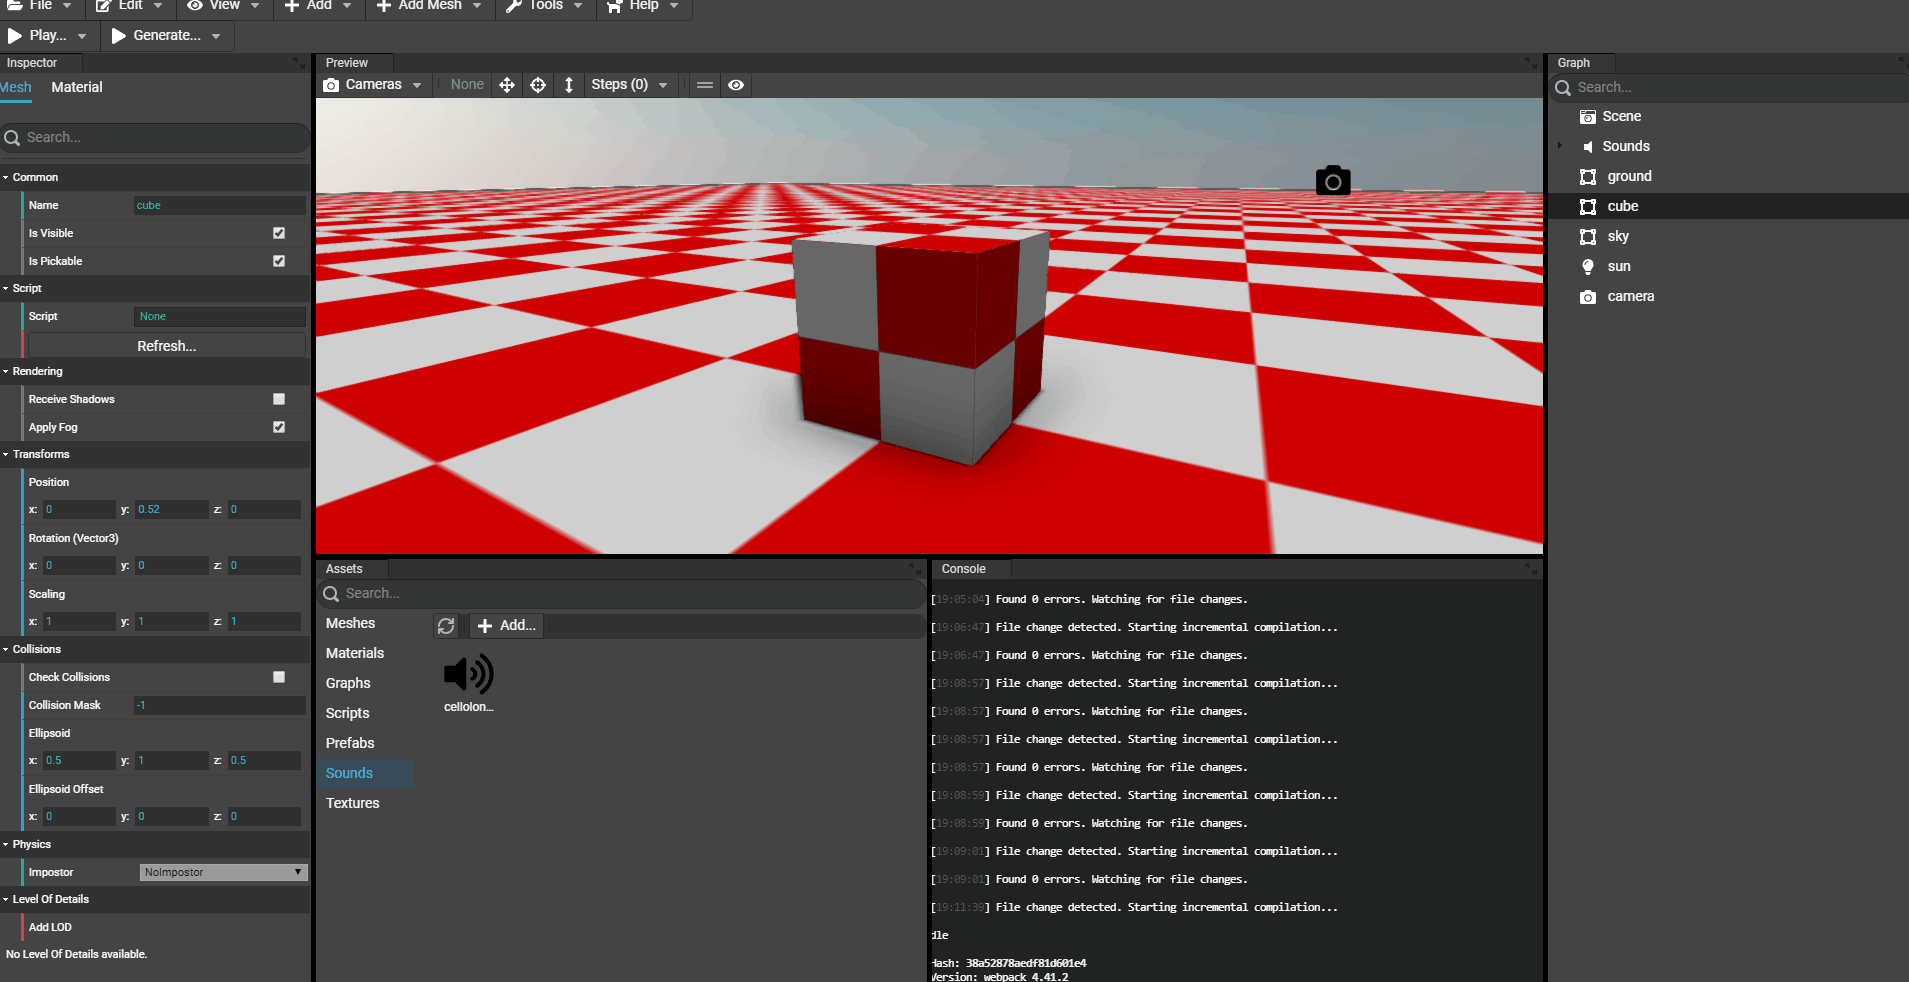 File Edit View Add Add Mesh Tools Help
Play... Generate...
Inspector
Mesh Material
Search...
Common
Name cube
Is Visible
Is Pickable
Script
Script None
Refresh...
Rendering
Receive Shadows
Apply Fog
Transforms
Position
x: 0 y: 0.52 z: 0
Rotation (Vector3)
x: 0 y: 0 z: 0
Scaling
x: 1 y: 1 z: 1
Collisions
Check Collisions
Collision Mask -1
Ellipsoid
x: 0.5 y: 1 z: 0.5
Ellipsoid Offset
x: 0 y: 0 z: 0
Physics
Impostor NoImpostor
Level Of Details
Add LOD
No Level Of Details available.
Preview
Cameras None Steps (0)
Assets
Search...
Meshes
Materials
Graphs
Scripts
Prefabs
Sounds
Textures
Add...
cellolon...
Console
[19:05:04] Found 0 errors. Watching for file changes.
[19:06:47] File change detected. Starting incremental compilation...
[19:06:47] Found 0 errors. Watching for file changes.
[19:08:57] File change detected. Starting incremental compilation...
[19:08:57] Found 0 errors. Watching for file changes.
[19:08:57] File change detected. Starting incremental compilation...
[19:08:57] Found 0 errors. Watching for file changes.
[19:08:59] File change detected. Starting incremental compilation...
[19:08:59] Found 0 errors. Watching for file changes.
[19:09:01] File change detected. Starting incremental compilation...
[19:09:01] Found 0 errors. Watching for file changes.
[19:11:39] File change detected. Starting incremental compilation...
dle
Hash: 38a52878aedf81d601e4
Version: webpack 4.41.2
Graph
Search...
Scene
Sounds
ground
cube
sky
sun
camera